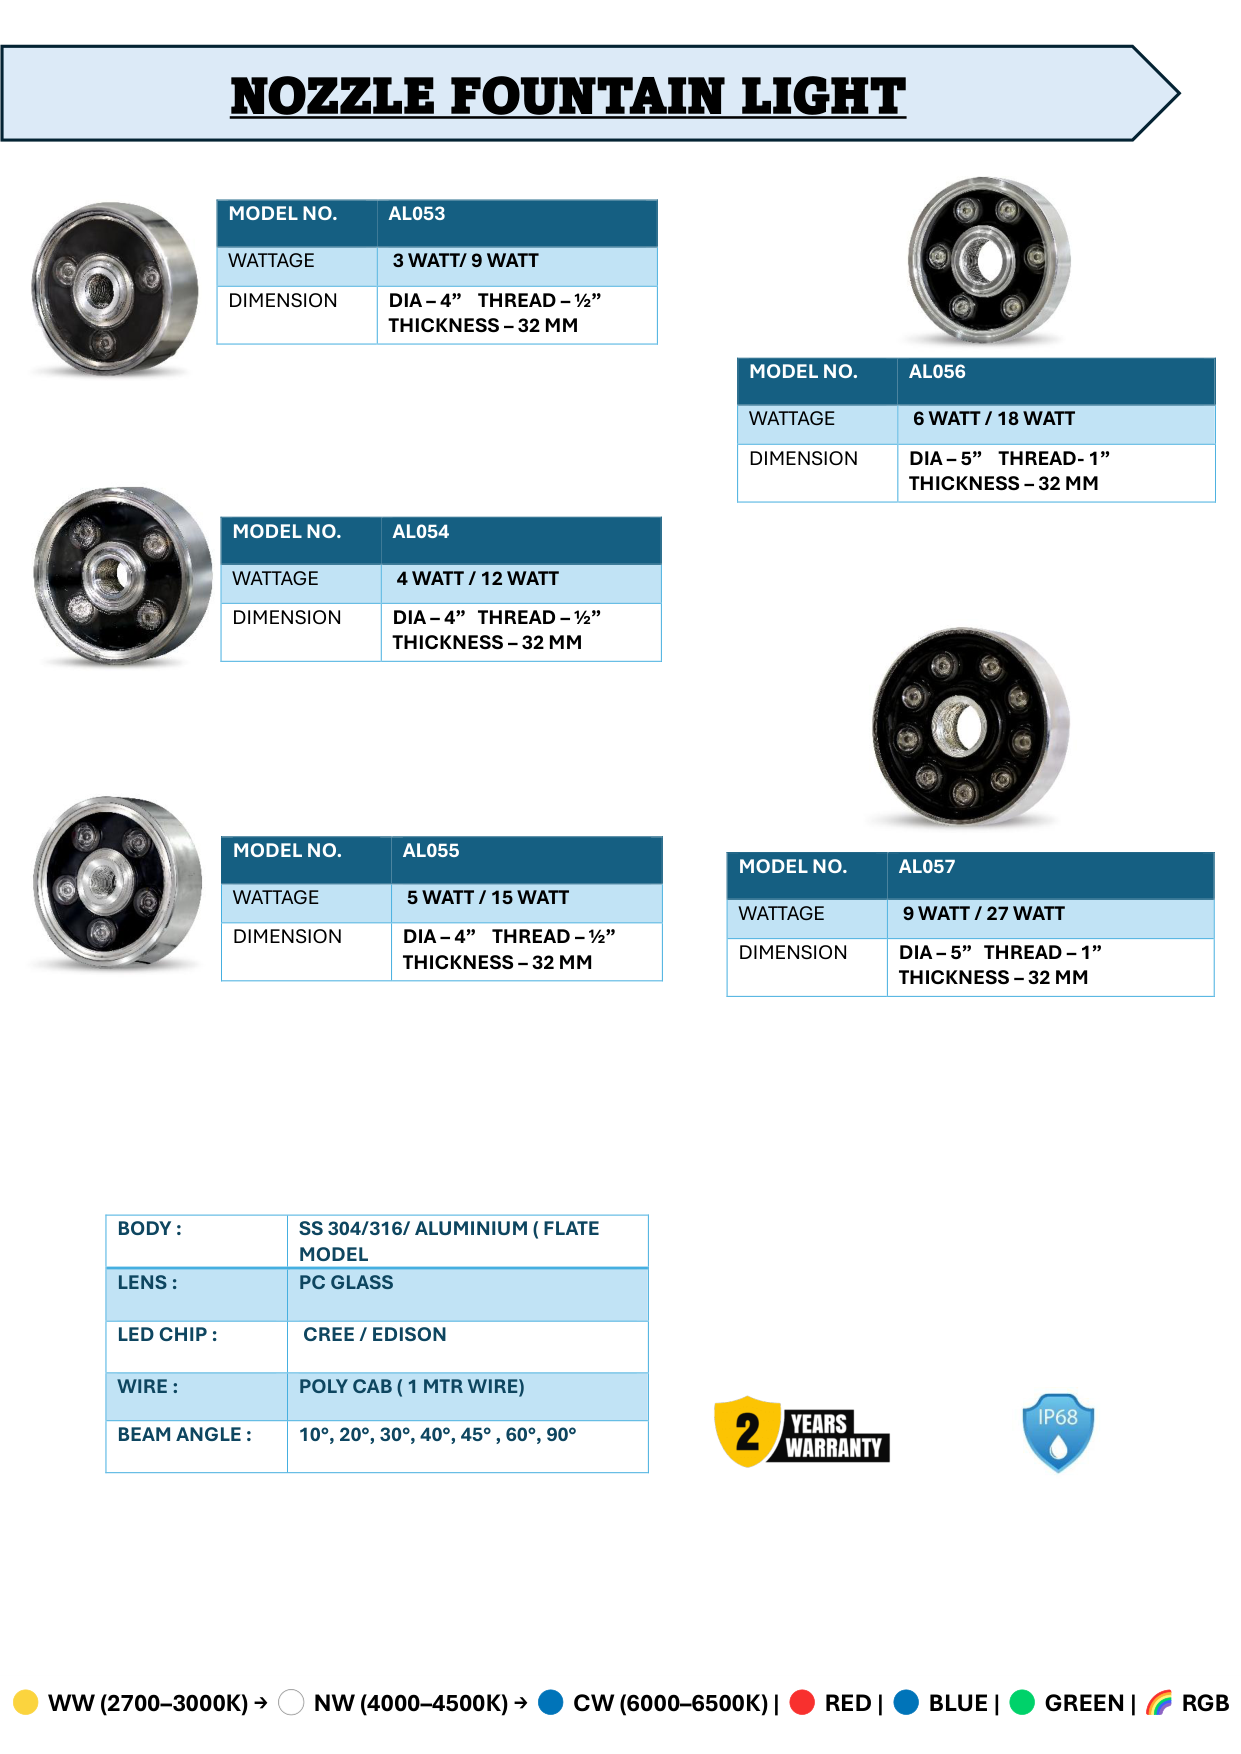 NOZZLE FOUNTAIN LIGHT
MODEL NO. AL053
WATTAGE 3 WATT/ 9 WATT
DIMENSION DIA – 4” THREAD – ½”
THICKNESS – 32 MM
MODEL NO. AL056
WATTAGE 6 WATT / 18 WATT
DIMENSION DIA – 5” THREAD- 1”
THICKNESS – 32 MM
MODEL NO. AL054
WATTAGE 4 WATT / 12 WATT
DIMENSION DIA – 4” THREAD – ½”
THICKNESS – 32 MM
MODEL NO. AL055
WATTAGE 5 WATT / 15 WATT
DIMENSION DIA – 4” THREAD – ½”
THICKNESS – 32 MM
MODEL NO. AL057
WATTAGE 9 WATT / 27 WATT
DIMENSION DIA – 5” THREAD – 1”
THICKNESS – 32 MM
BODY : SS 304/316/ ALUMINIUM ( FLATE
MODEL
LENS : PC GLASS
LED CHIP : CREE / EDISON
WIRE : POLY CAB ( 1 MTR WIRE)
BEAM ANGLE : 10°, 20°, 30°, 40°, 45° , 60°, 90°
2 YEARS
WARRANTY
IP68
WW (2700–3000K) → NW (4000–4500K) → CW (6000–6500K) | RED | BLUE | GREEN | RGB